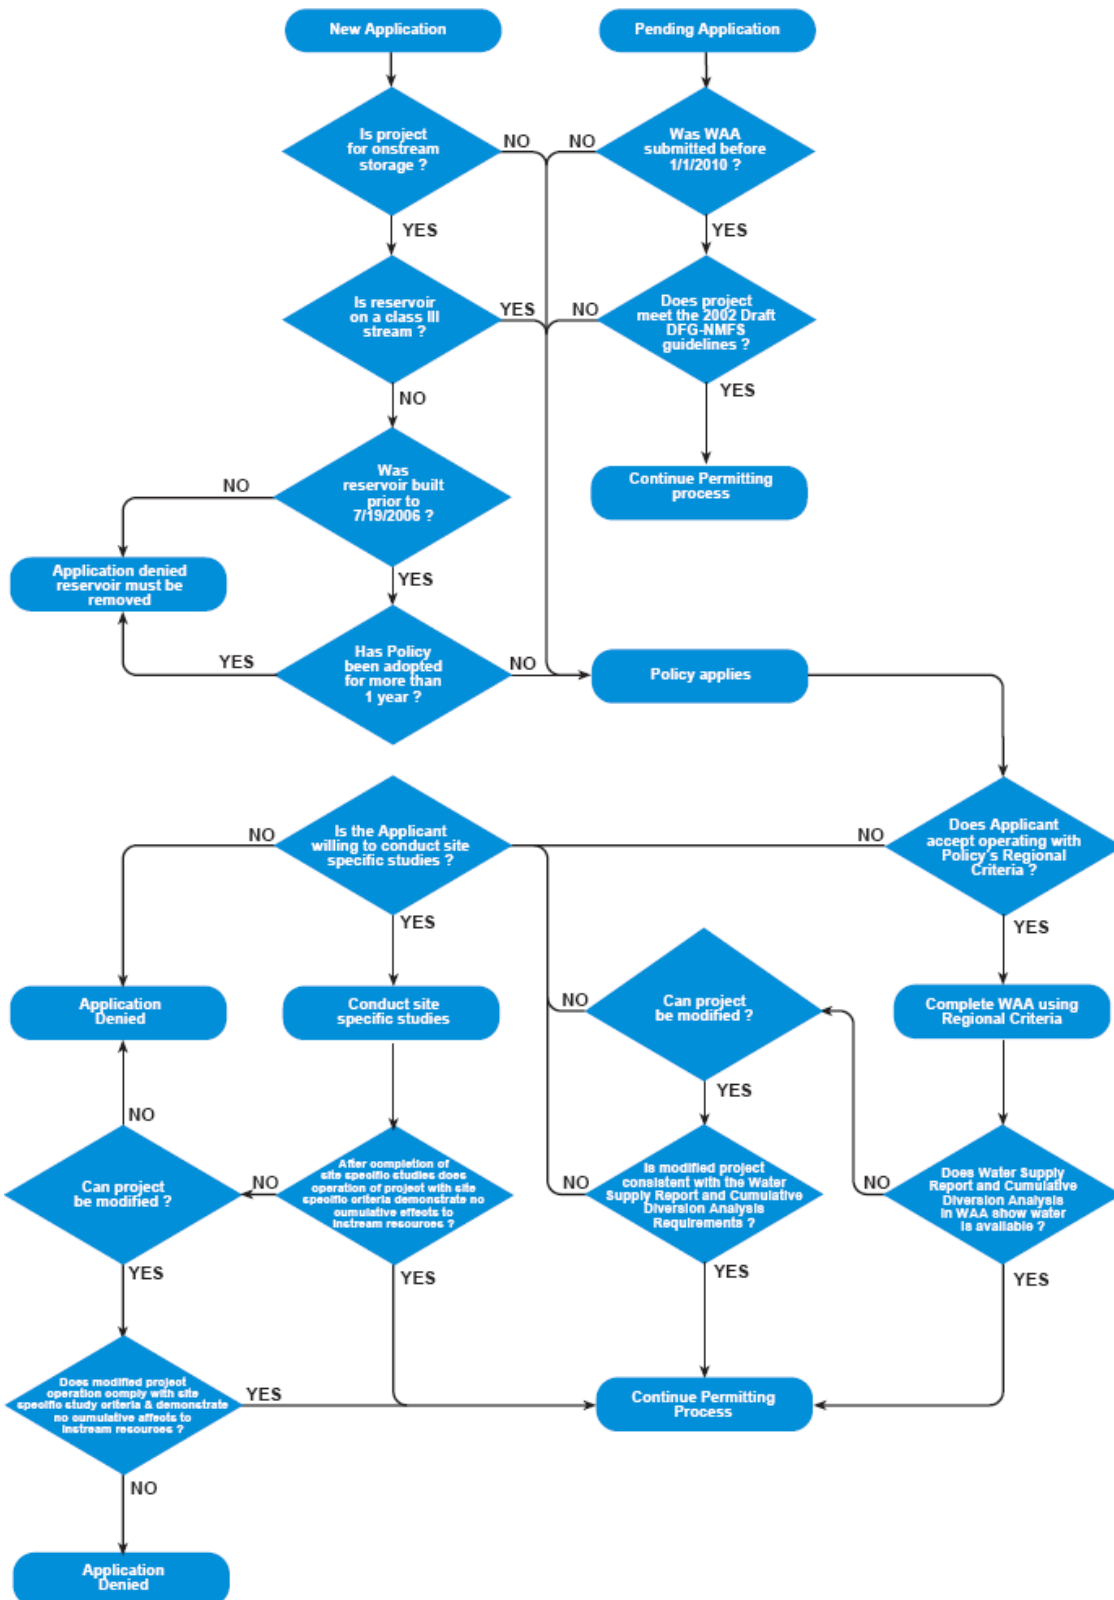 New Application
Pending Application
Is project
for onstream
storage ?
NO
NO
Was WAA
submitted before
1/1/2010 ?
YES
YES
Is reservoir
on a class III
stream ?
YES
NO
Does project
meet the 2002 Draft
DFG-NMFS
guidelines ?
NO
YES
Was
reservoir built
prior to
7/19/2006 ?
NO
Continue Permitting
process
Application denied
reservoir must be
removed
YES
Has Policy
been adopted
for more than
1 year ?
YES
NO
Policy applies
Is the Applicant
willing to conduct site
specific studies ?
NO
NO
Does Applicant
accept operating with
Policy's Regional
Criteria ?
YES
YES
Application
Denied
Conduct site
specific studies
NO
Can project
be modified ?
Complete WAA using
Regional Criteria
NO
YES
Can project
be modified ?
NO
After completion of
site specific studies does
operation of project with site
specific criteria demonstrate no
cumulative effects to
instream resources ?
NO
Is modified project
consistent with the Water
Supply Report and Cumulative
Diversion Analysis
Requirements ?
NO
Does Water Supply
Report and Cumulative
Diversion Analysis
in WAA show water
is available ?
YES
YES
YES
YES
Does modified project
operation comply with site
specific study criteria & demonstrate
no cumulative affects to
instream resources ?
YES
Continue Permitting
Process
NO
Application
Denied